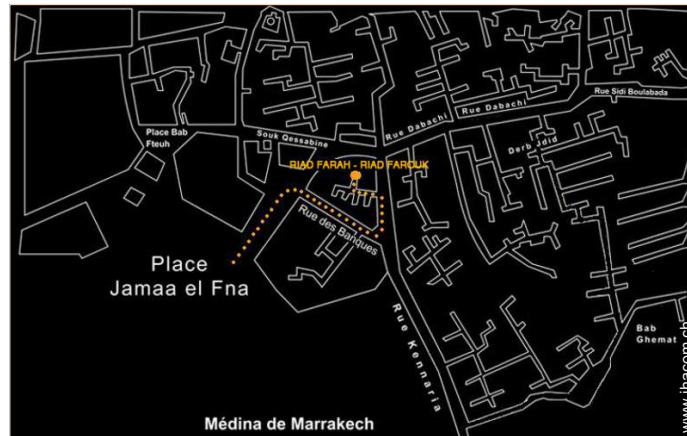 Rue Sidi Boulabada
Rue Dabachi
Rue Dabachi
Place Bab
Fteuh
Souk Qessabine
Derb Jdid
RIAD FARAH - RIAD FAROUK
Rue des Banques
Place
Jamaa el Fna
Rue Kennaria
Bab
Ghemat
Médina de Marrakech
www.ibacom.ch